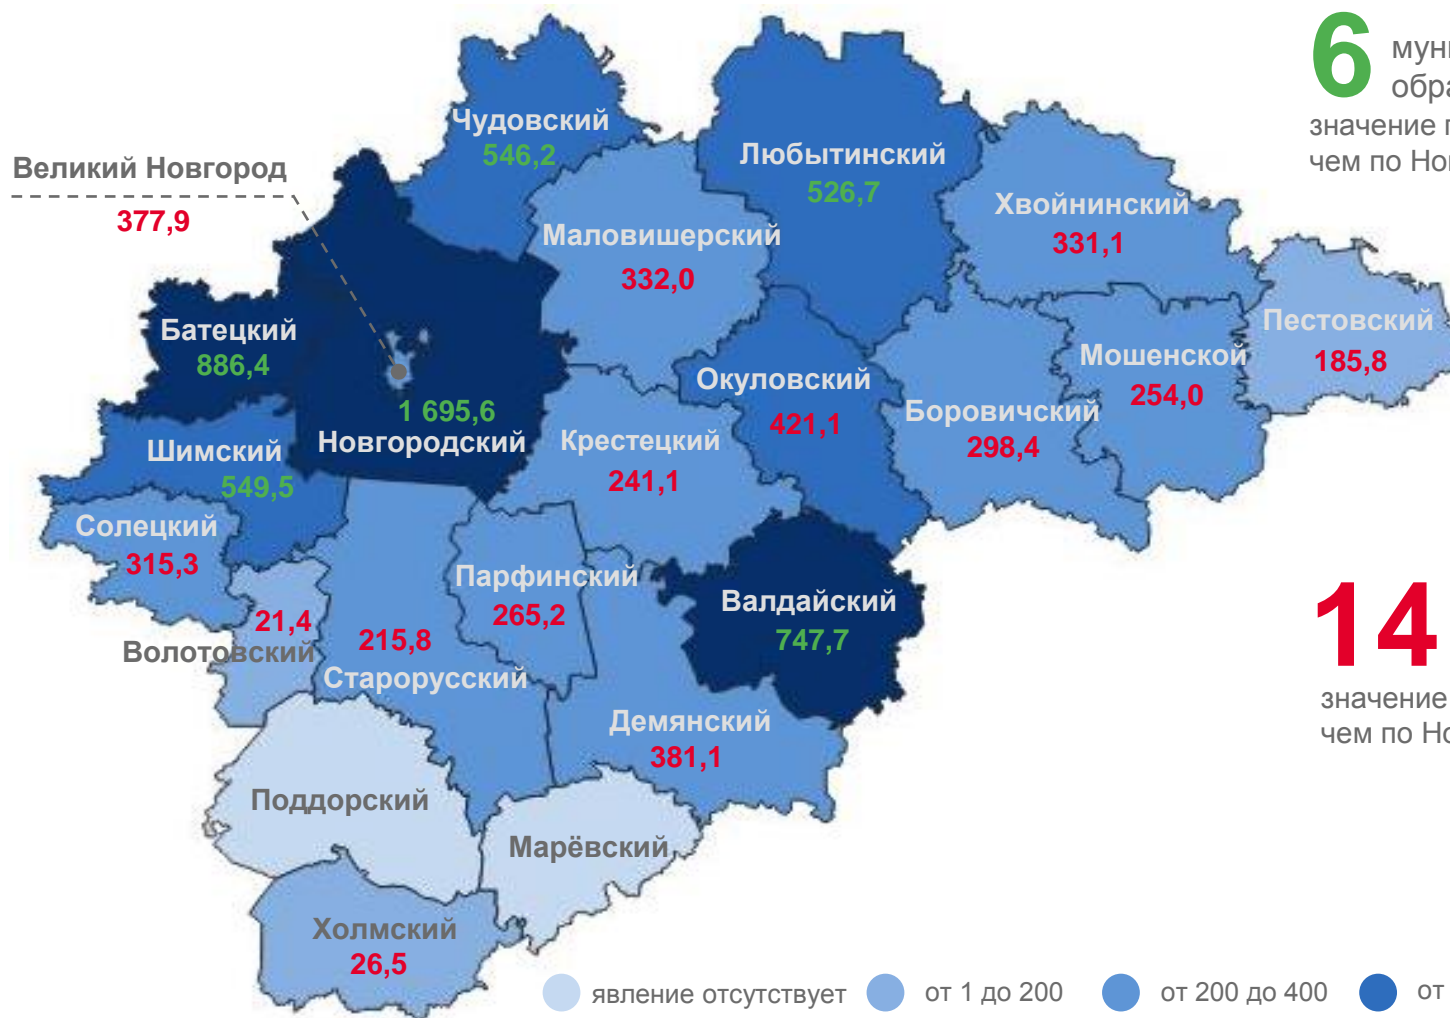 6
Чудовский
546,2
Великий Новгород
377,9
Любытинский
526,7
значение
чем по
Хвойнинский
331,1
Маловишерский
332,0
Батецкий
886,4
Пестовский
185,8
Мошенской
254,0
Окуловский
421,1
1 695,6
Новгородский
Боровичский
298,4
Крестецкий
241,1
Шимский
549,5
Солецкий
315,3
Парфинский
265,2
Валдайский
747,7
14
21,4
Волотовский
215,8
Старорусский
значение
чем по
Демянский
381,1
Поддорский
Марёвский
Холмский
26,5
явление отсутствует
от 1 до 200
от 200 до 400
от